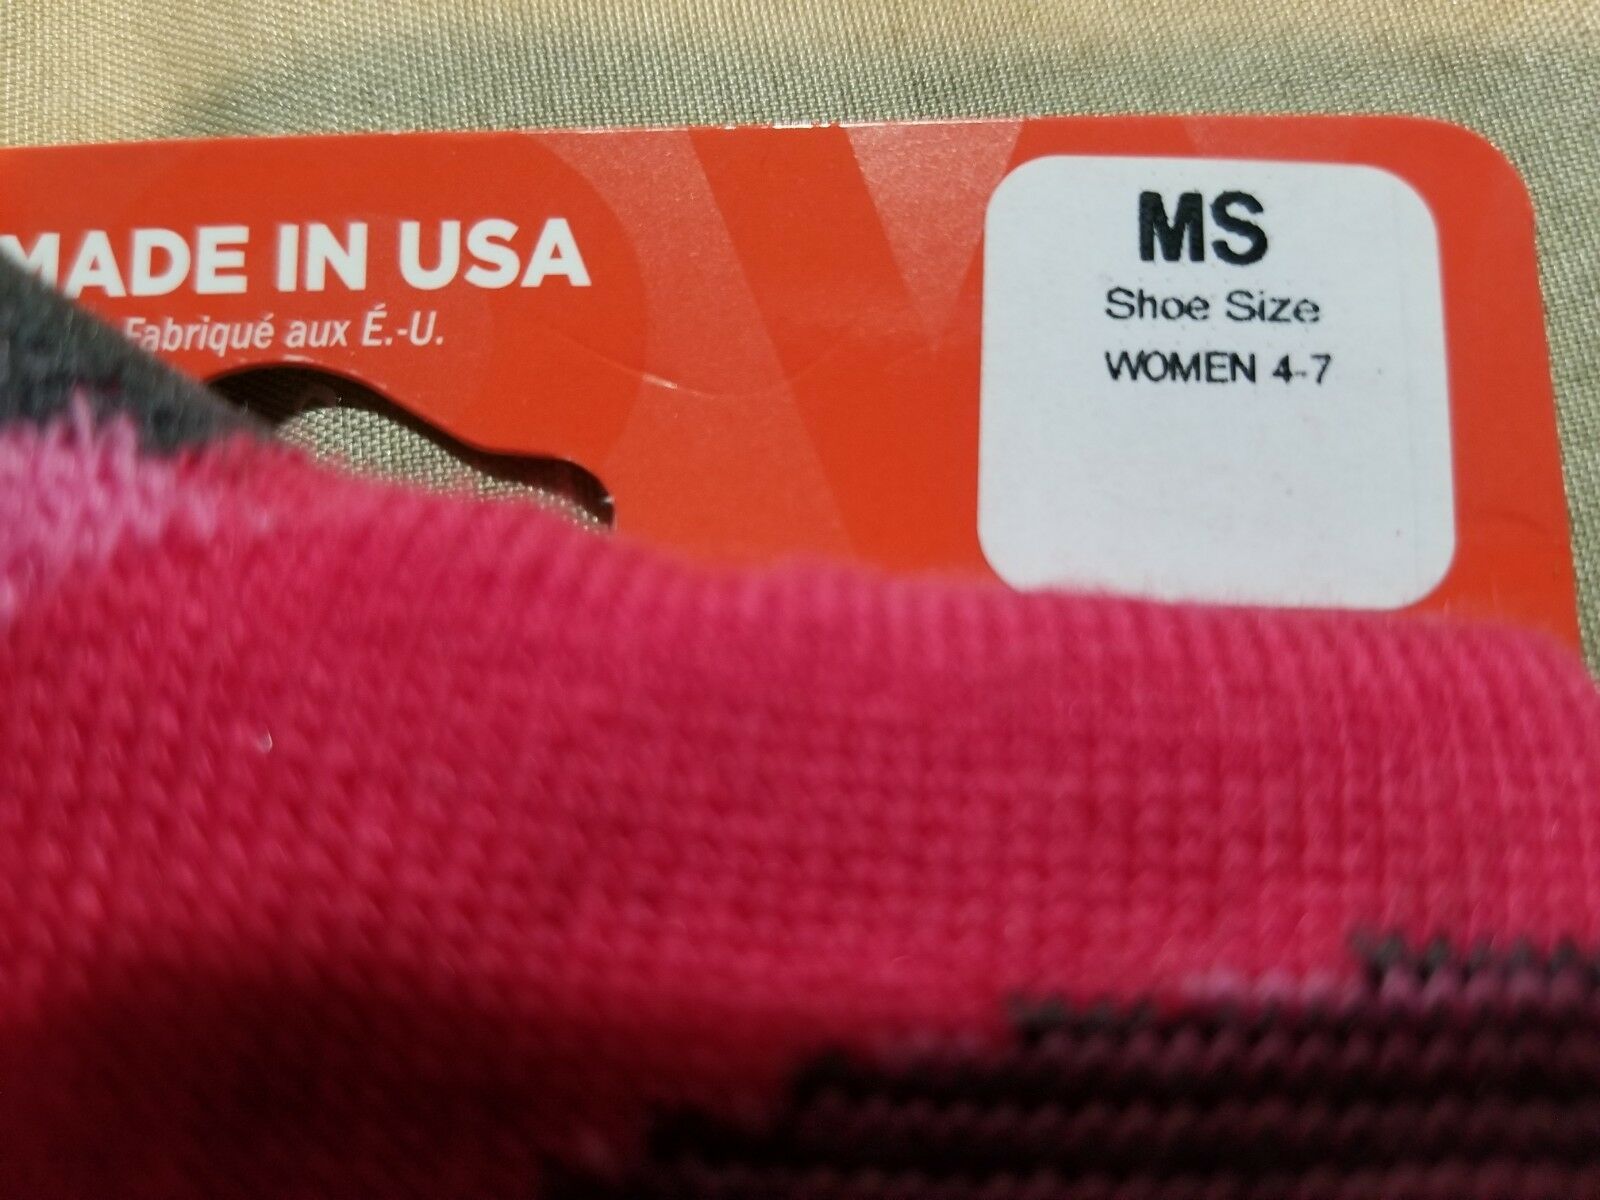 MADE IN USA
Fabriqué aux É.-U.
MS
Shoe Size
WOMEN 4-7